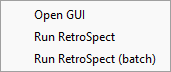 Open GUI
Run RetroSpect
Run RetroSpect (batch)